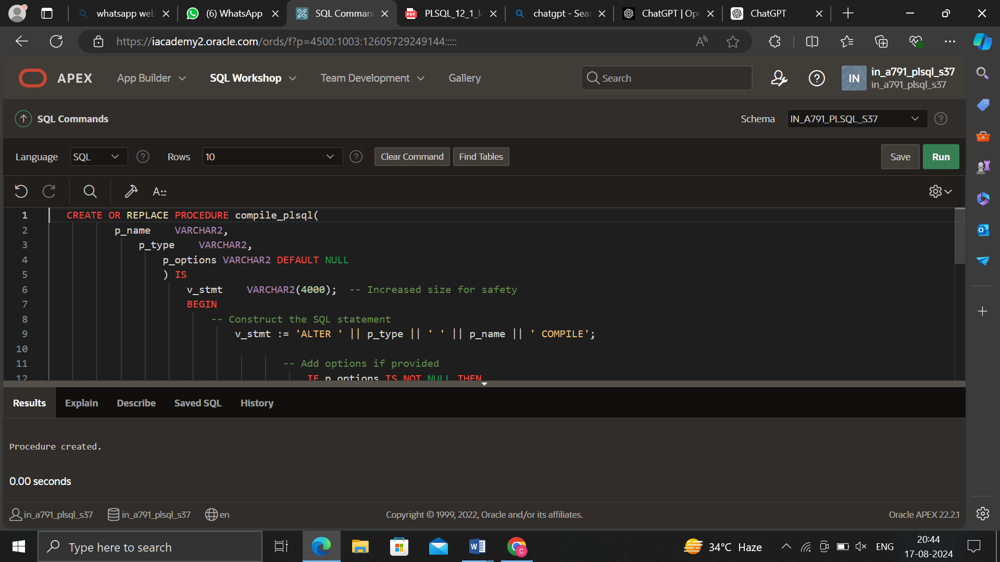 whatsapp web
(6) WhatsApp
SQL Comman
PLSQL_12_1_la
chatgpt - Sear
ChatGPT | Ope
ChatGPT
https://iacademy2.oracle.com/ords/f?p=4500:1003:12605729249144:::::
APEX
App Builder
SQL Workshop
Team Development
Gallery
Search
IN
in_a791_plsql_s37
in_a791_plsql_s37
SQL Commands
Schema
IN_A791_PLSQL_S37
Language
SQL
Rows
10
Clear Command
Find Tables
Save
Run
A
1 CREATE OR REPLACE PROCEDURE compile_plsql(
2 p_name VARCHAR2,
3 p_type VARCHAR2,
4 p_options VARCHAR2 DEFAULT NULL
5 ) IS
6 v_stmt VARCHAR2(4000); -- Increased size for safety
7 BEGIN
8 -- Construct the SQL statement
9 v_stmt := 'ALTER ' || p_type || ' ' || p_name || ' COMPILE';
10
11 -- Add options if provided
12 IF p_options IS NOT NULL THEN
Results
Explain
Describe
Saved SQL
History
Procedure created.
0.00 seconds
in_a791_plsql_s37
in_a791_plsql_s37
en
Copyright © 1999, 2022, Oracle and/or its affiliates.
Oracle APEX 22.2.1
Type here to search
34°C Haze
ENG
20:44
17-08-2024